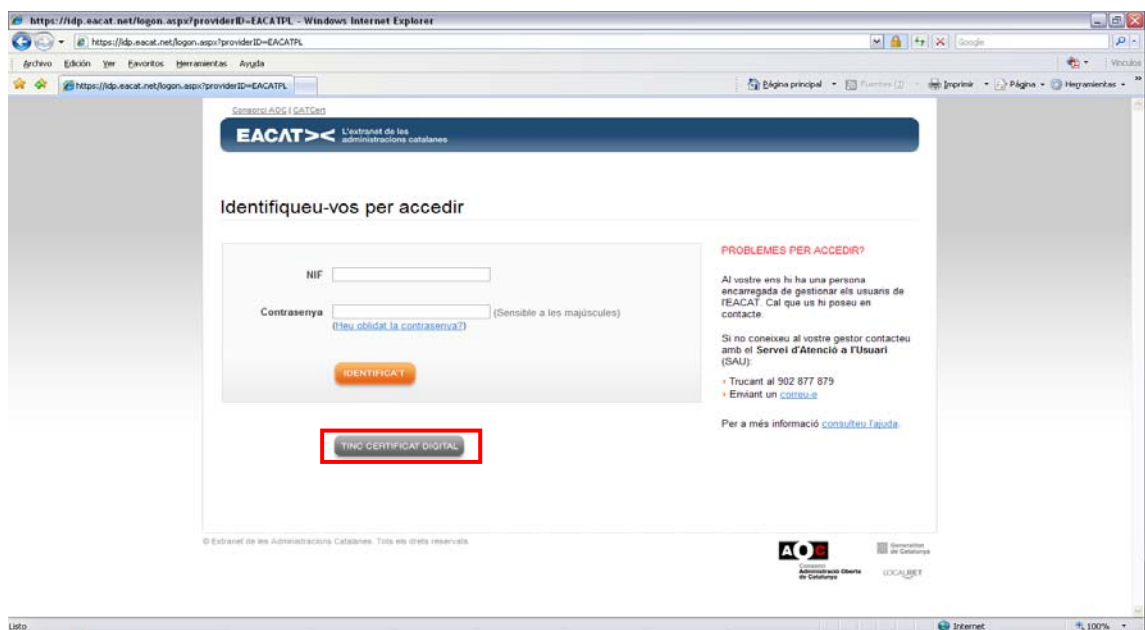 https://idp.eacat.net/logon.aspx?providerID=EACATPL - Windows Internet Explorer
https://idp.eacat.net/logon.aspx?providerID=EACATPL
Google
Archivo Edición Ver Favoritos Herramientas Ayuda
Vínculos
https://idp.eacat.net/logon.aspx?providerID=EACATPL
Página principal Fuentes (J) Imprimir Página Herramientas
Consorci AOC | CATCert
EACAT>< L'extranet de les
administracions catalanes
Identifiqueu-vos per accedir
NIF
Contrasenya (Sensible a les majúscules)
(Heu oblidat la contrasenya?)
IDENTIFICA'T
TINC CERTIFICAT DIGITAL
PROBLEMES PER ACCEDIR?
Al vostre ens hi ha una persona
encarregada de gestionar els usuaris de
l'EACAT. Cal que us hi poseu en
contacte.
Si no coneixeu al vostre gestor contacteu
amb el Servei d'Atenció a l'Usuari
(SAU):
Trucant al 902 877 879
Enviant un correu-e
Per a més informació consulteu l'ajuda.
© Extranet de les Administracions Catalanes. Tots els drets reservats.
AOC
Consorci
Administració Oberta
de Catalunya
Generalitat
de Catalunya
LOCALRET
Listo
Internet
100%